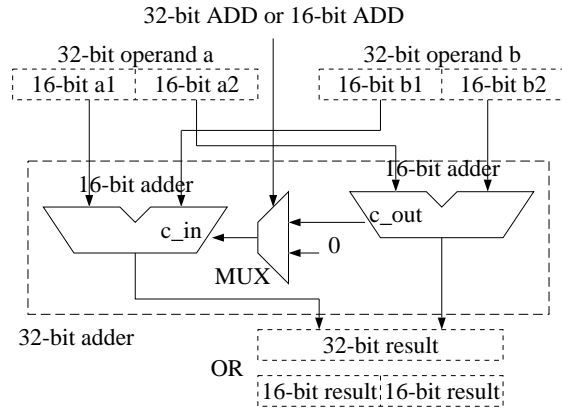 32-bit ADD or 16-bit ADD
32-bit operand a
32-bit operand b
16-bit a1
16-bit a2
16-bit b1
16-bit b2
16-bit adder
16-bit adder
c_in
c_out
0
MUX
32-bit adder
32-bit result
OR
16-bit result
16-bit result